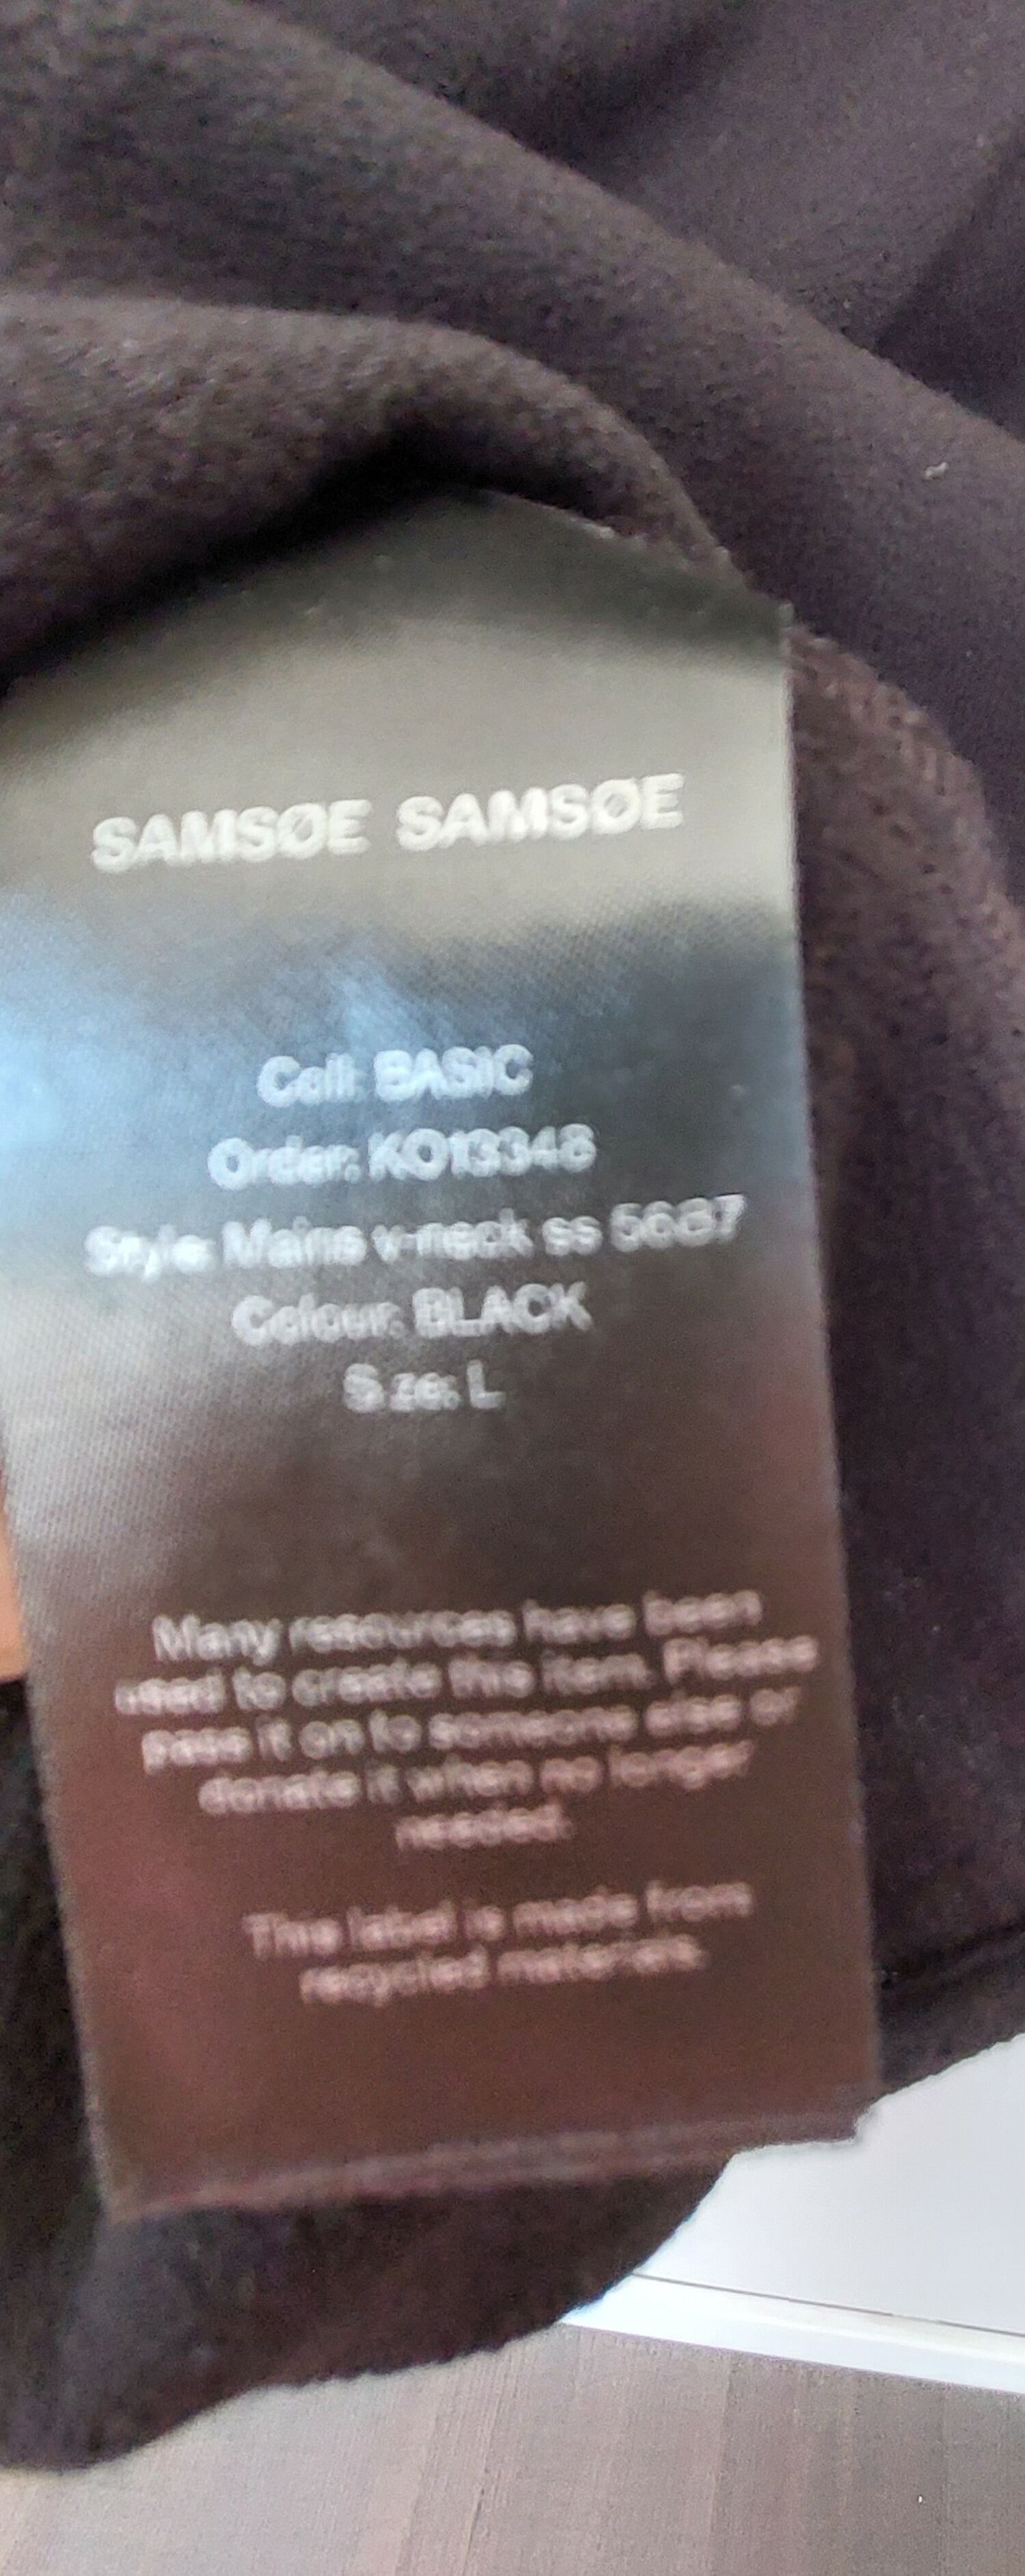 SAMSØE SAMSØE
Coll: BASIC
Order: KO13348
Style: Mains v-neck ss 5687
Colour: BLACK
Size: L
Many resources have been
used to create this item. Please
pass it on to someone else or
donate it when no longer
needed.
This label is made from
recycled materials.